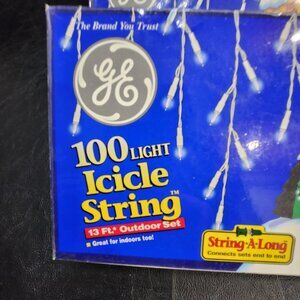 The Brand You Trust
GE
100 LIGHT
Icicle
String™
13 Ft.* Outdoor Set
Great for indoors too!
String-A-Long™
Connects sets end to end